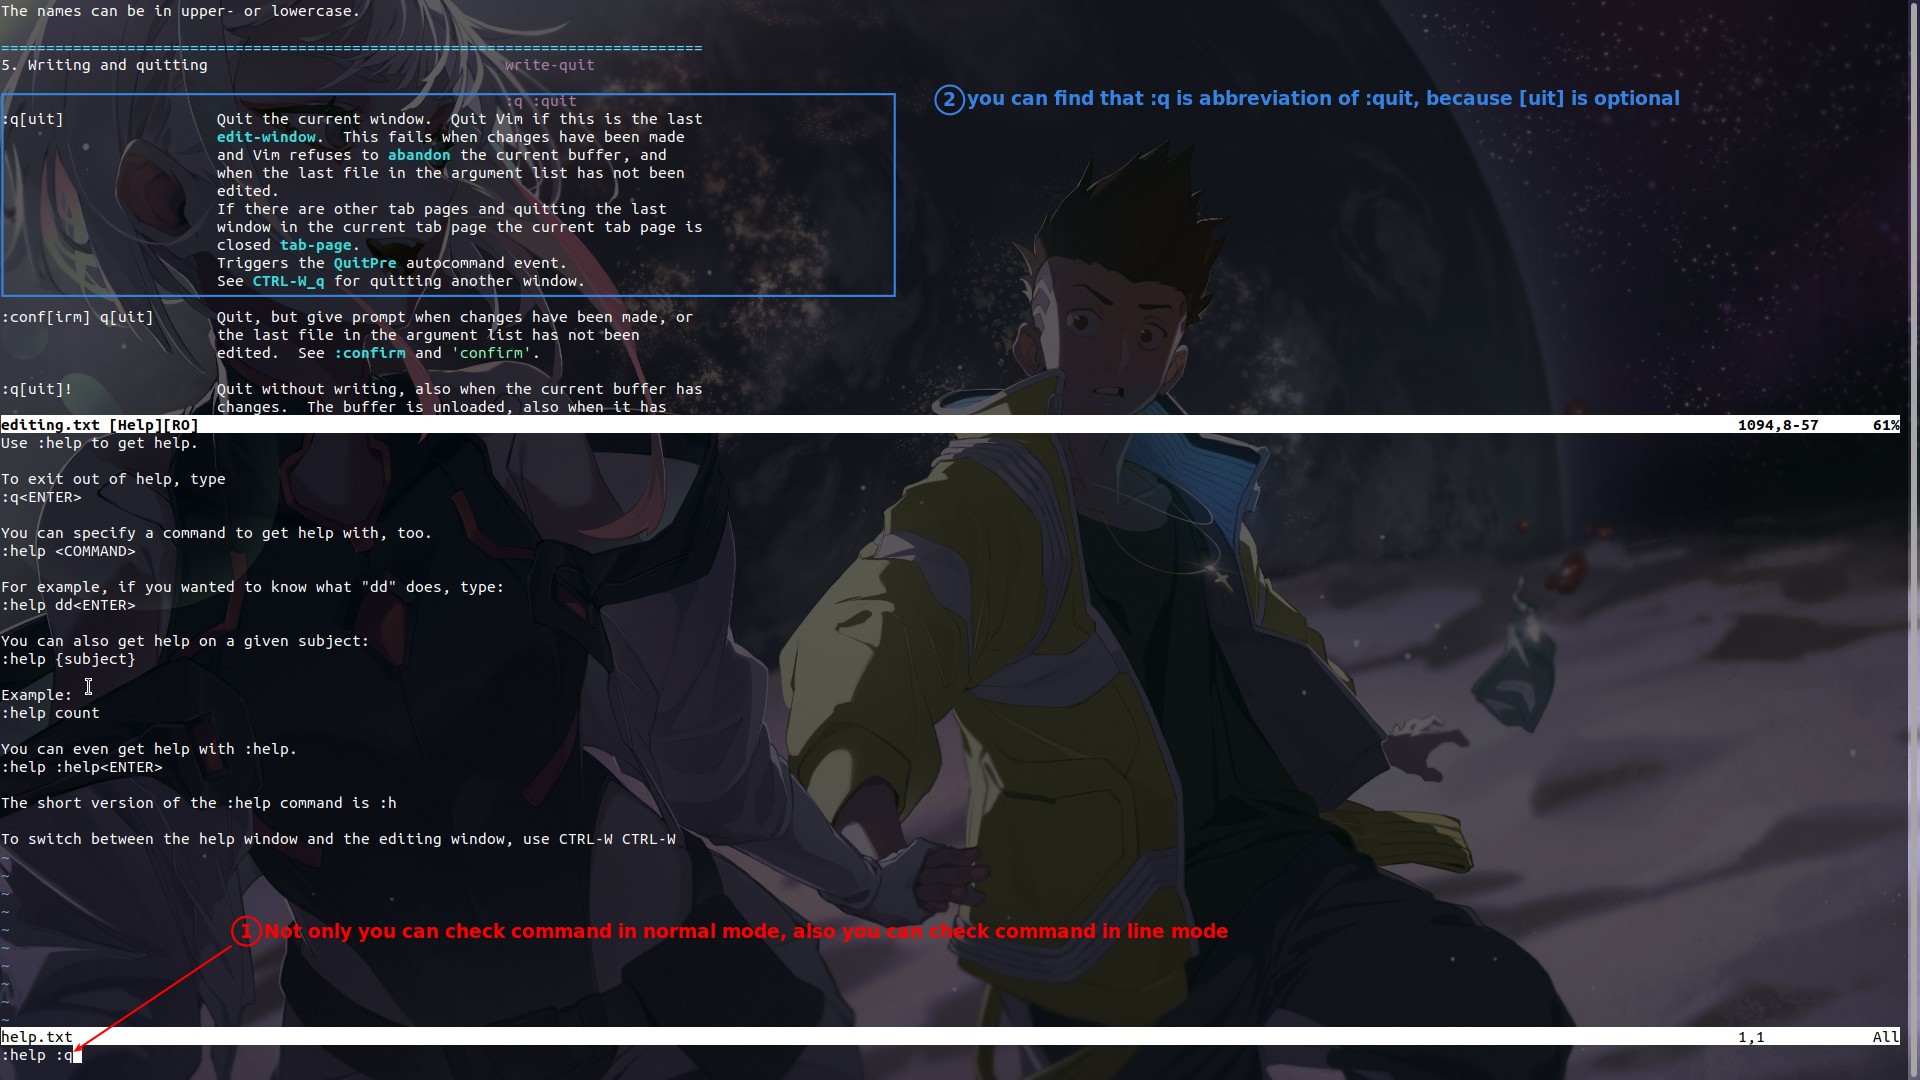 The names can be in upper- or lowercase.
==============================================================================
5. Writing and quitting write-quit
:q :quit
② you can find that :q is abbreviation of :quit, because [uit] is optional
:q[uit] Quit the current window.  Quit Vim if this is the last
edit-window.  This fails when changes have been made
and Vim refuses to abandon the current buffer, and
when the last file in the argument list has not been
edited.
If there are other tab pages and quitting the last
window in the current tab page the current tab page is
closed tab-page.
Triggers the QuitPre autocommand event.
See CTRL-W_q for quitting another window.
:conf[irm] q[uit] Quit, but give prompt when changes have been made, or
the last file in the argument list has not been
edited.  See :confirm and 'confirm'.
:q[uit]! Quit without writing, also when the current buffer has
changes.  The buffer is unloaded, also when it has
editing.txt [Help][RO] 1094,8-57 61%
Use :help to get help.
To exit out of help, type
:q<ENTER>
You can specify a command to get help with, too.
:help <COMMAND>
For example, if you wanted to know what "dd" does, type:
:help dd<ENTER>
You can also get help on a given subject:
:help {subject}
Example:
:help count
You can even get help with :help.
:help :help<ENTER>
The short version of the :help command is :h
To switch between the help window and the editing window, use CTRL-W CTRL-W
~
~
~
~
~
~
~
~
~
~
① Not only you can check command in normal mode, also you can check command in line mode
help.txt 1,1 All
:help :q